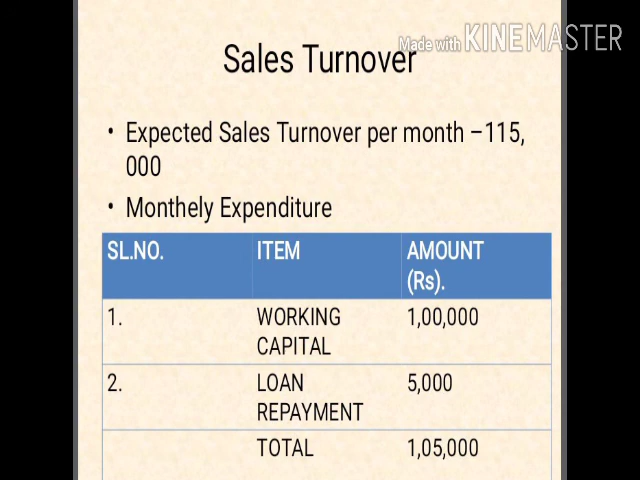 Made with KINEMASTER
Sales Turnover
• Expected Sales Turnover per month –115,
000
• Monthely Expenditure
SL.NO. ITEM AMOUNT
(Rs).
1. WORKING 1,00,000
CAPITAL
2. LOAN 5,000
REPAYMENT
TOTAL 1,05,000